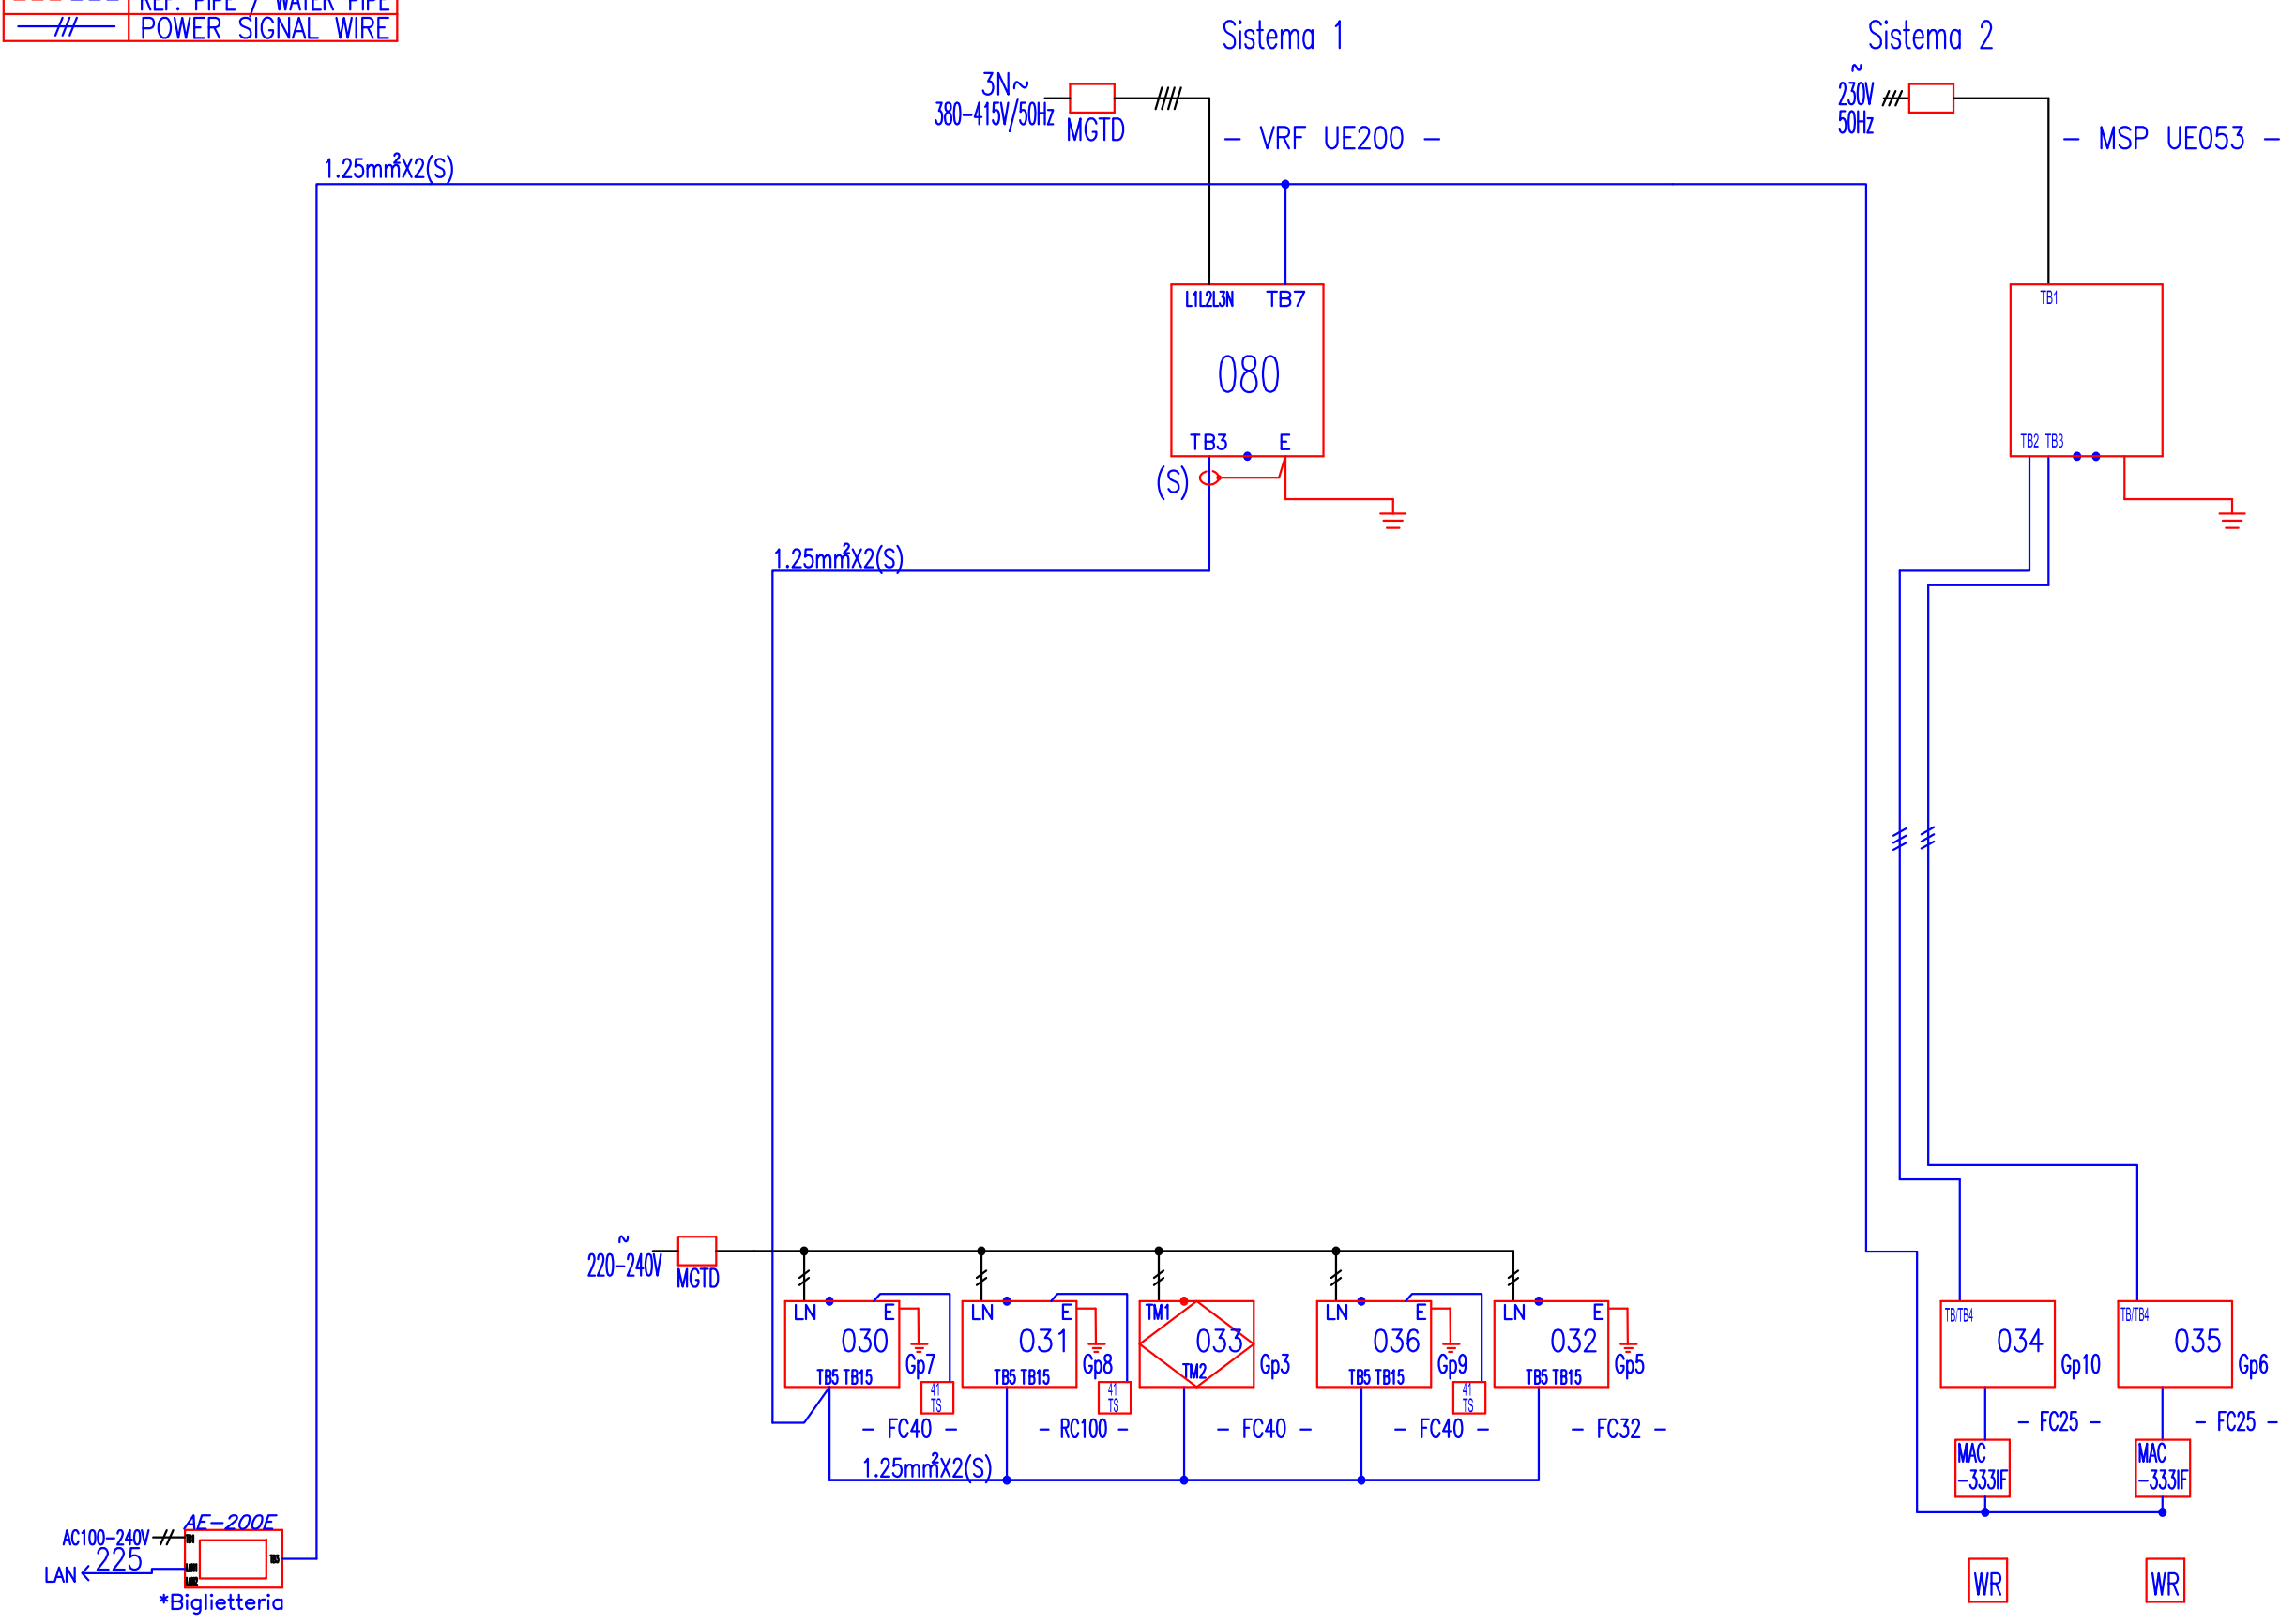 REF. PIPE / WATER PIPE
POWER SIGNAL WIRE
Sistema 1
Sistema 2
3N~
380-415V/50Hz
MGTD
- VRF UE200 -
~
230V
50Hz
- MSP UE053 -
1.25mm²X2(S)
L1L2L3N TB7
080
TB3 E
(S)
TB1
TB2 TB3
1.25mm²X2(S)
~
220-240V
MGTD
LN E
030
TB5 TB15
Gp7
41
TS
- FC40 -
LN E
031
TB5 TB15
Gp8
41
TS
- RC100 -
TM1
033
TM2
Gp3
- FC40 -
LN E
036
TB5 TB15
Gp9
41
TS
- FC40 -
LN E
032
TB5 TB15
Gp5
- FC32 -
1.25mm²X2(S)
TB/TB4
034
Gp10
- FC25 -
MAC
-333IF
TB/TB4
035
Gp6
- FC25 -
MAC
-333IF
WR
WR
AE-200E
AC100-240V
TB3
225
LAN
LAN1
LAN2
*Biglietteria